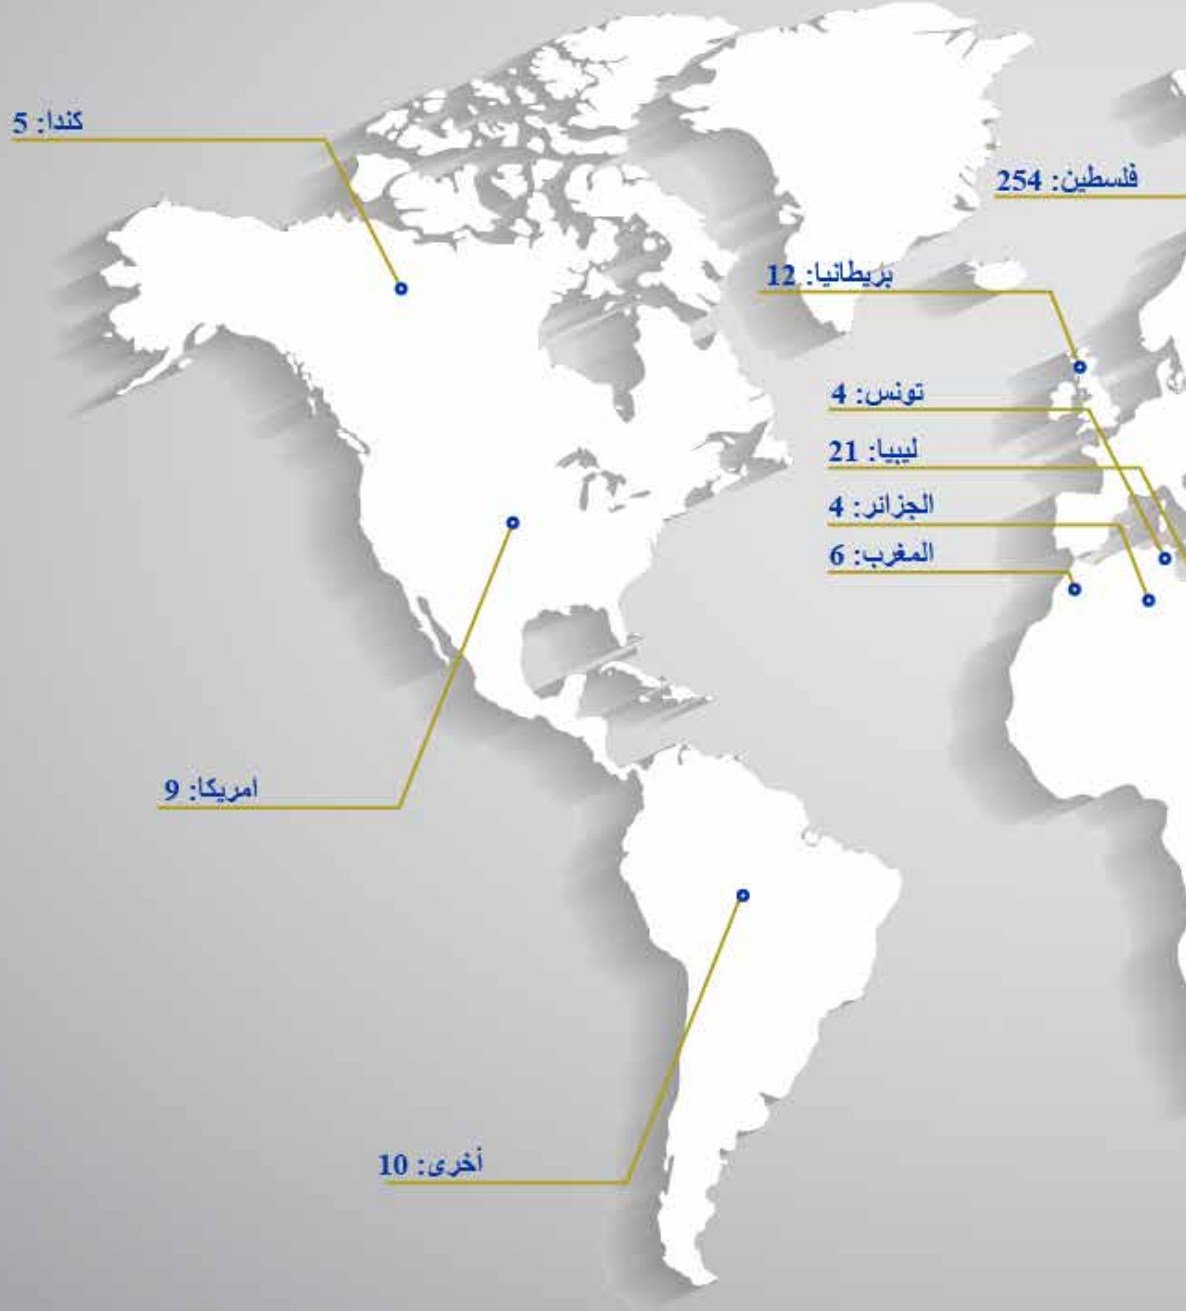 كندا: 5
فلسطين: 254
بريطانيا: 12
تونس: 4
ليبيا: 21
الجزائر: 4
المغرب: 6
امريكا: 9
أخرى: 10